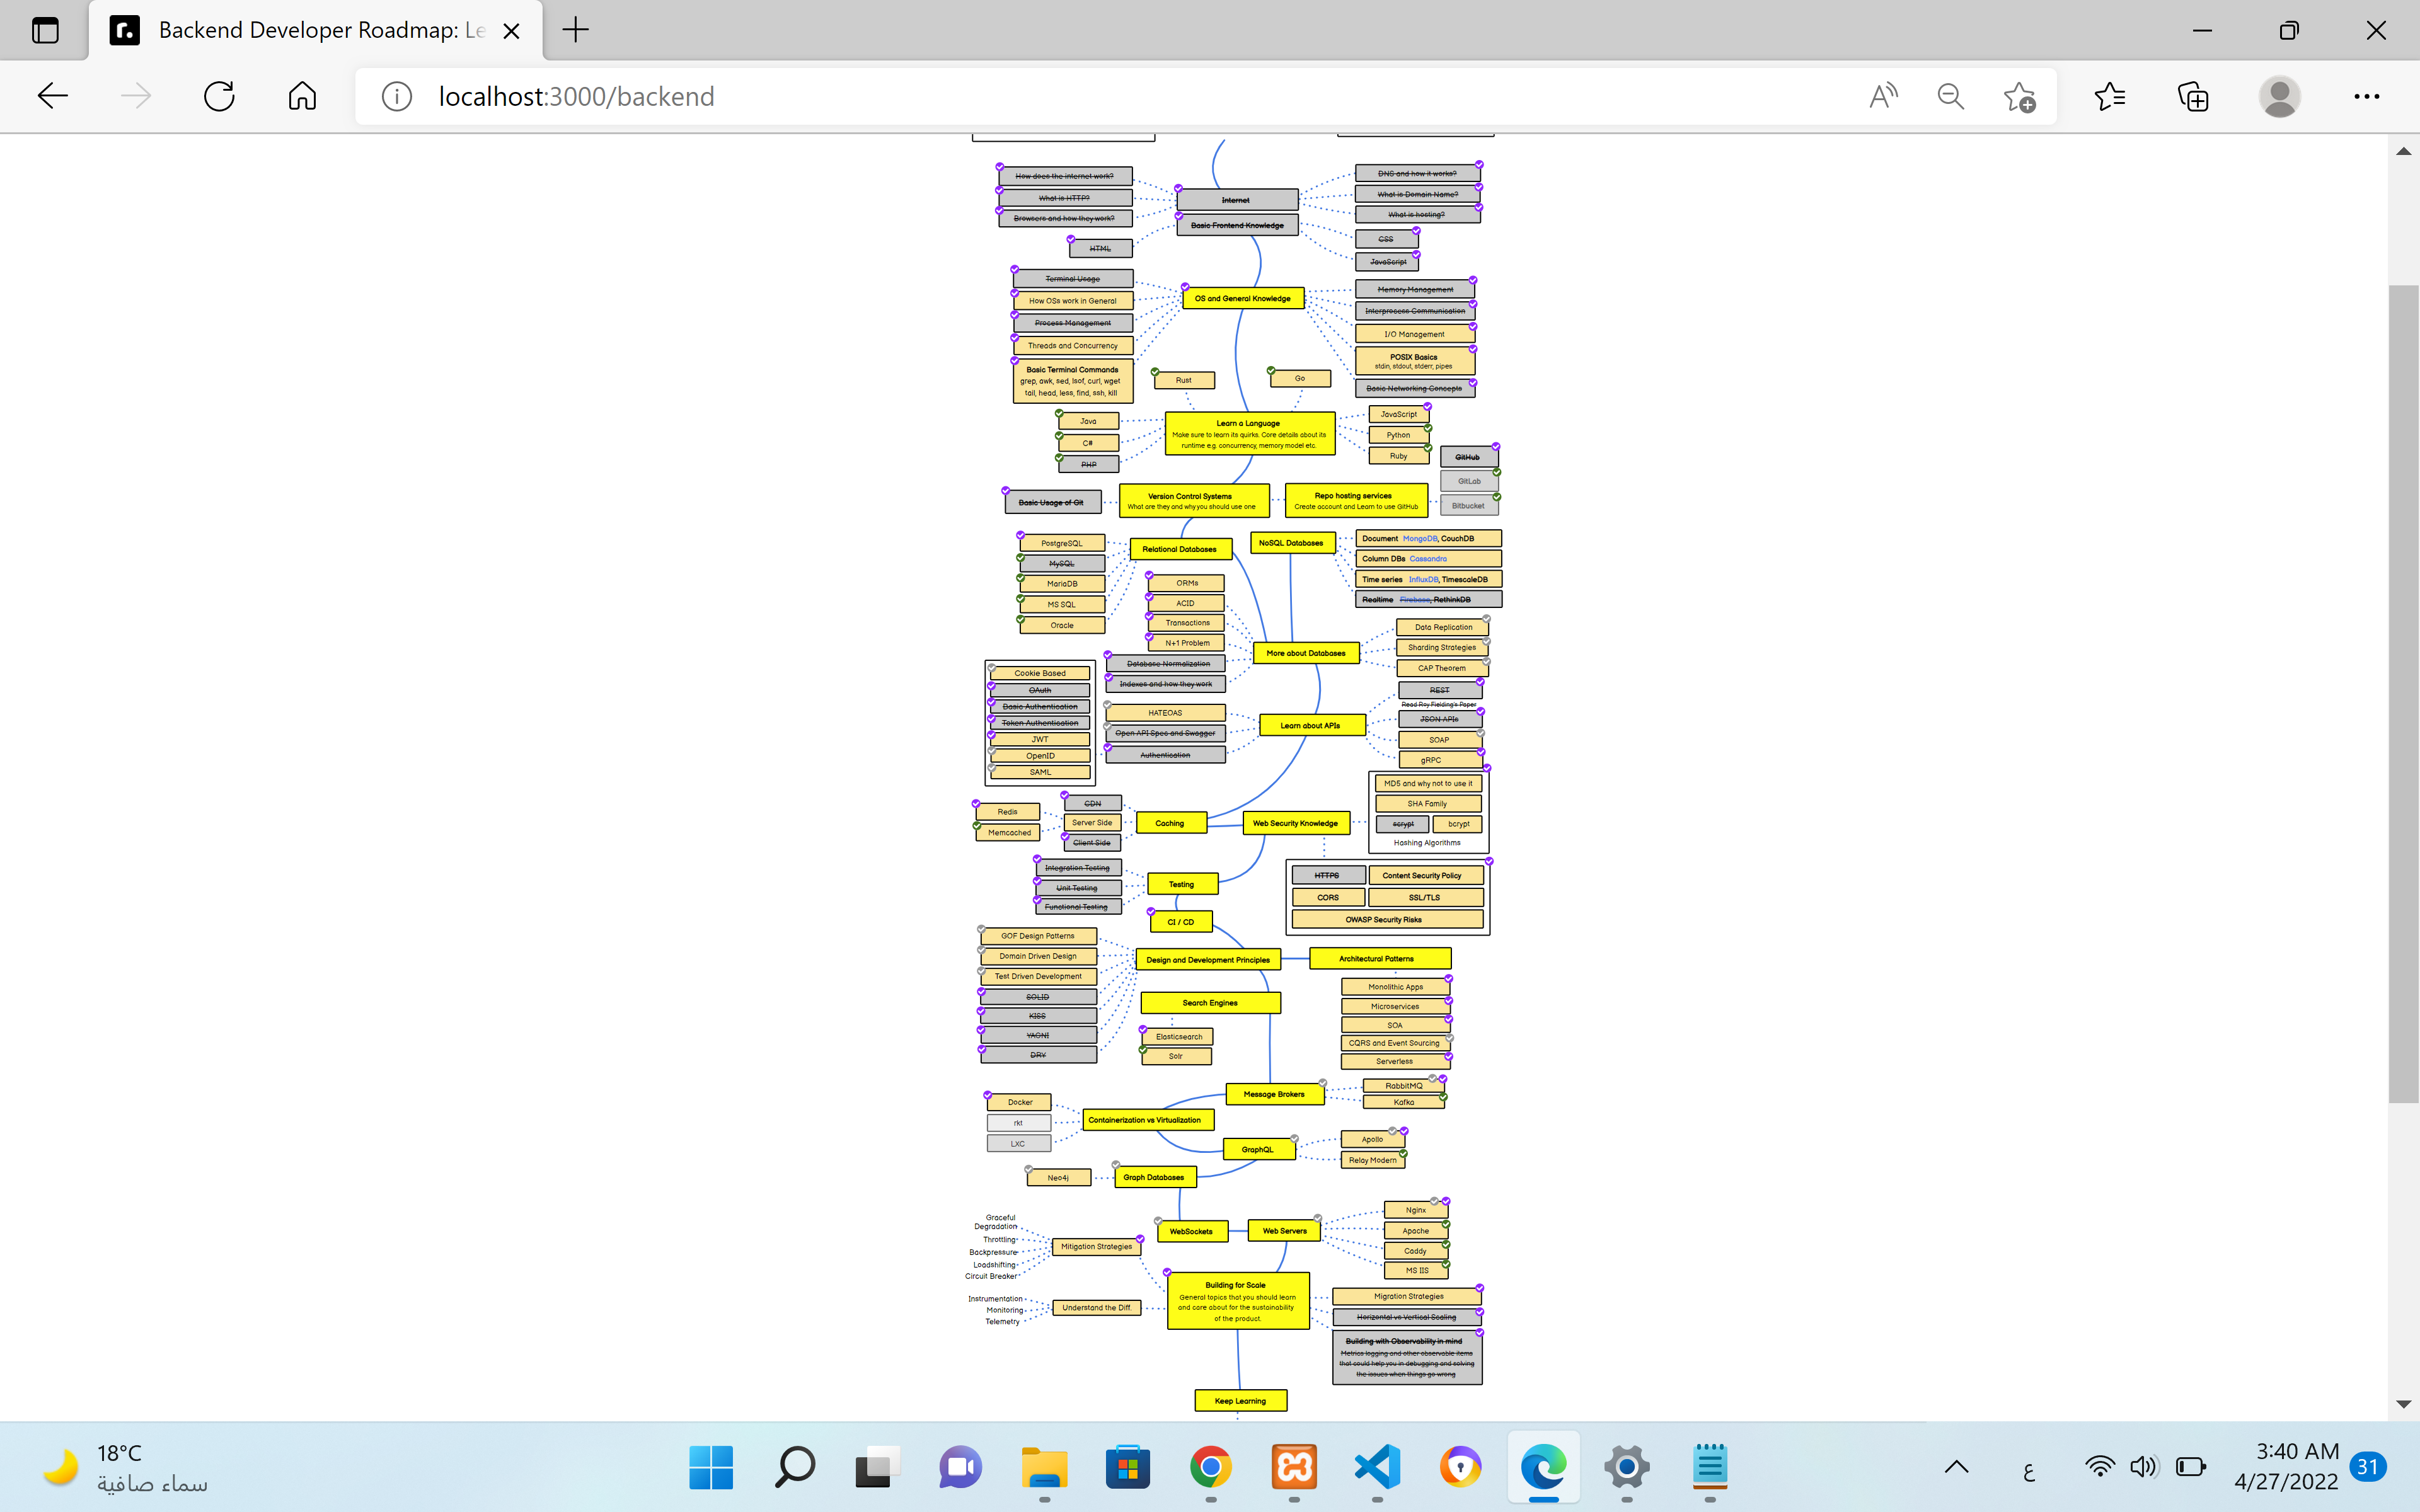 Backend Developer Roadmap: Le
localhost:3000/backend
How does the internet work?
What is HTTP?
Browsers and how they work?
HTML
Internet
Basic Frontend Knowledge
DNS and how it works?
What is Domain Name?
What is hosting?
CSS
JavaScript
Terminal Usage
How OSs work in General
Process Management
Threads and Concurrency
Basic Terminal Commands
grep, awk, sed, lsof, curl, wget
tail, head, less, find, ssh, kill
OS and General Knowledge
Memory Management
Interprocess Communication
I/O Management
POSIX Basics
stdin, stdout, stderr, pipes
Basic Networking Concepts
Rust
Go
Java
C#
PHP
Learn a Language
Make sure to learn its quirks. Core details about its
runtime e.g. concurrency, memory model etc.
JavaScript
Python
Ruby
GitHub
GitLab
Bitbucket
Basic Usage of Git
Version Control Systems
What are they and why you should use one
Repo hosting services
Create account and Learn to use GitHub
PostgreSQL
MySQL
MariaDB
MS SQL
Oracle
Relational Databases
NoSQL Databases
Document MongoDB, CouchDB
Column DBs Cassandra
Time series InfluxDB, TimescaleDB
Realtime Firebase, RethinkDB
ORMs
ACID
Transactions
N+1 Problem
Database Normalization
Indexes and how they work
More about Databases
Data Replication
Sharding Strategies
CAP Theorem
Cookie Based
OAuth
Basic Authentication
Token Authentication
JWT
OpenID
SAML
HATEOAS
Open API Spec and Swagger
Authentication
Learn about APIs
REST
Read Roy Fielding's Paper
JSON APIs
SOAP
gRPC
Redis
Memcached
CDN
Server Side
Client Side
Caching
Web Security Knowledge
MD5 and why not to use it
SHA Family
scrypt
bcrypt
Hashing Algorithms
Integration Testing
Unit Testing
Functional Testing
Testing
CI / CD
HTTPS
Content Security Policy
CORS
SSL/TLS
OWASP Security Risks
GOF Design Patterns
Domain Driven Design
Test Driven Development
SOLID
KISS
YAGNI
DRY
Design and Development Principles
Architectural Patterns
Search Engines
Elasticsearch
Solr
Monolithic Apps
Microservices
SOA
CQRS and Event Sourcing
Serverless
Message Brokers
RabbitMQ
Kafka
Docker
rkt
LXC
Containerization vs Virtualization
GraphQL
Apollo
Relay Modern
Neo4j
Graph Databases
WebSockets
Web Servers
Nginx
Apache
Caddy
MS IIS
Graceful
Degradation
Throttling
Backpressure
Loadshifting
Circuit Breaker
Mitigation Strategies
Instrumentation
Monitoring
Telemetry
Understand the Diff.
Building for Scale
General topics that you should learn
and care about for the sustainability
of the product.
Migration Strategies
Horizontal vs Vertical Scaling
Building with Observability in mind
Metrics logging and other observable items
that could help you in debugging and solving
the issues when things go wrong
Keep Learning
18°C
سماء صافية
ع
3:40 AM
4/27/2022
31